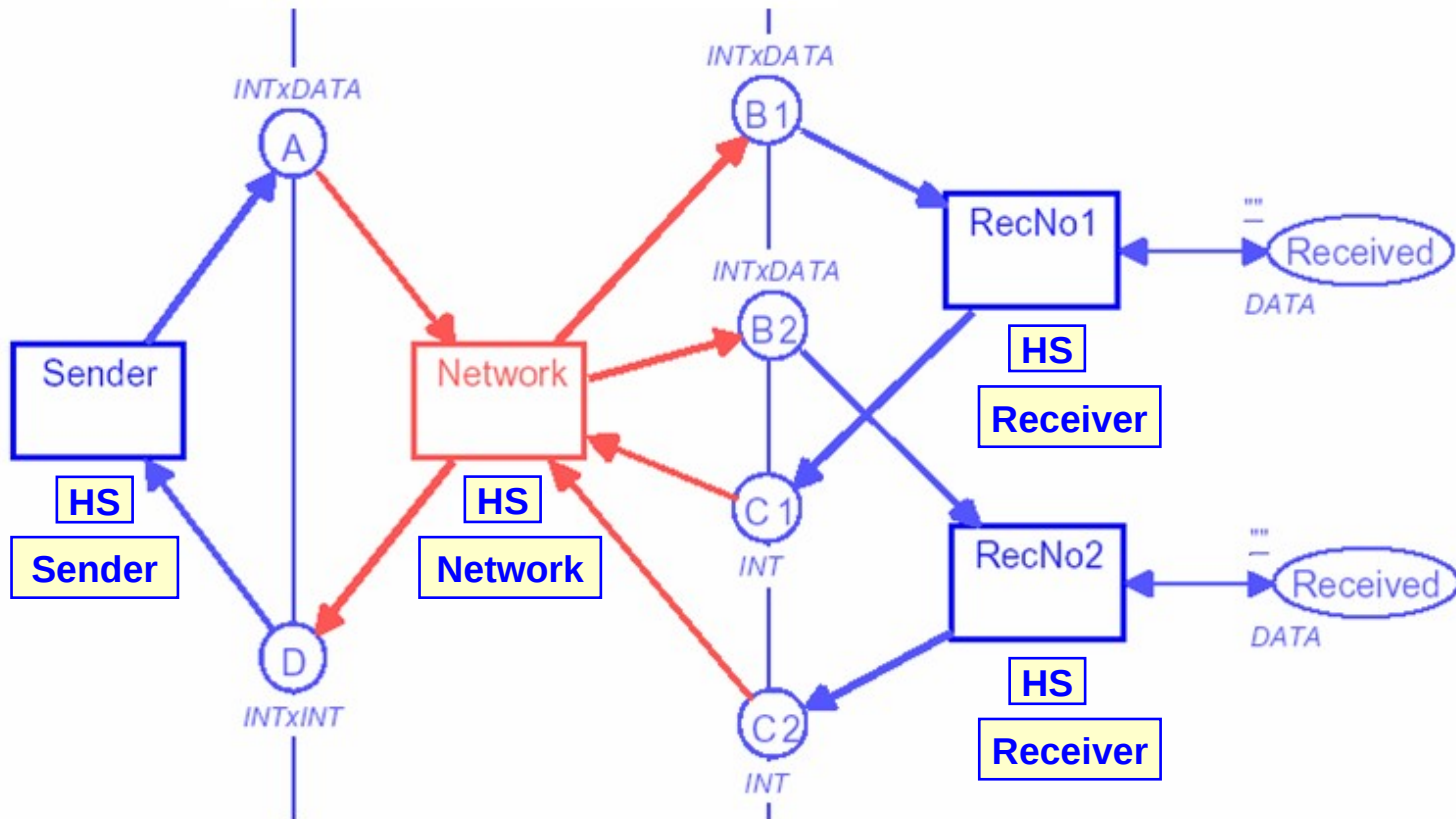 INTxDATA
A
Sender
HS
Sender
D
INTxINT
Network
HS
Network
INTxDATA
B1
INTxDATA
B2
C1
INT
C2
INT
RecNo1
HS
Receiver
""
Received
DATA
RecNo2
HS
Receiver
""
Received
DATA